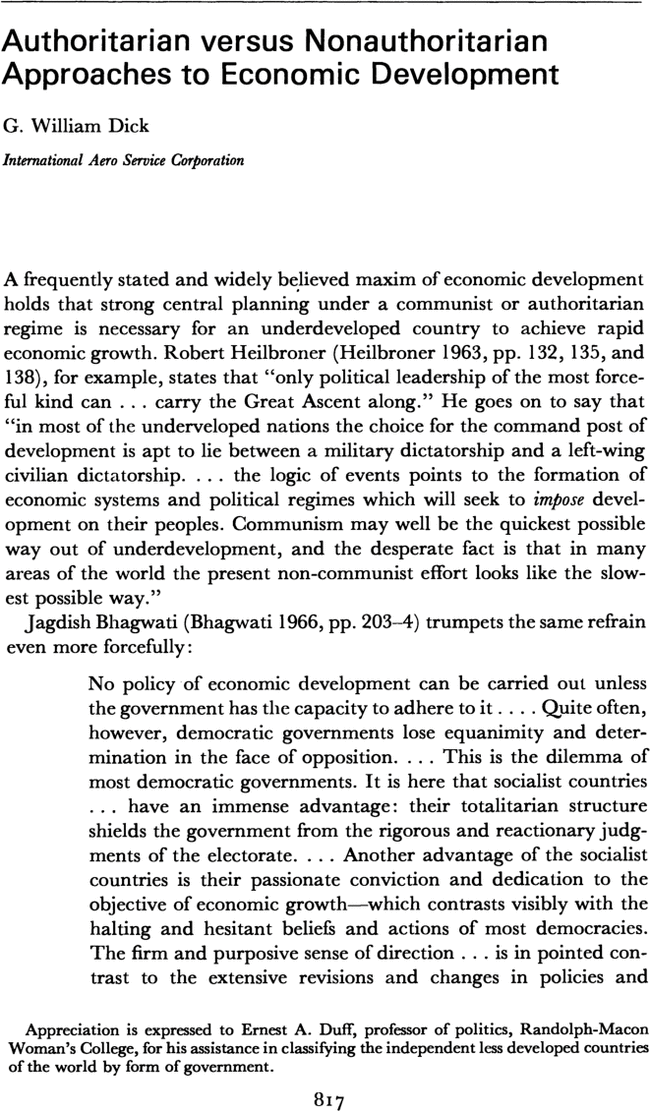 Authoritarian versus Nonauthoritarian
Approaches to Economic Development
G. William Dick
International Aero Service Corporation
A frequently stated and widely believed maxim of economic development
holds that strong central planning under a communist or authoritarian
regime is necessary for an underdeveloped country to achieve rapid
economic growth. Robert Heilbroner (Heilbroner 1963, pp. 132, 135, and
138), for example, states that “only political leadership of the most force-
ful kind can . . . carry the Great Ascent along.” He goes on to say that
“in most of the underveloped nations the choice for the command post of
development is apt to lie between a military dictatorship and a left-wing
civilian dictatorship. . . . the logic of events points to the formation of
economic systems and political regimes which will seek to impose devel-
opment on their peoples. Communism may well be the quickest possible
way out of underdevelopment, and the desperate fact is that in many
areas of the world the present non-communist effort looks like the slow-
est possible way.”
Jagdish Bhagwati (Bhagwati 1966, pp. 203–4) trumpets the same refrain
even more forcefully:
No policy of economic development can be carried out unless
the government has the capacity to adhere to it . . . . Quite often,
however, democratic governments lose equanimity and deter-
mination in the face of opposition. . . . This is the dilemma of
most democratic governments. It is here that socialist countries
. . . have an immense advantage: their totalitarian structure
shields the government from the rigorous and reactionary judg-
ments of the electorate. . . . Another advantage of the socialist
countries is their passionate conviction and dedication to the
objective of economic growth—which contrasts visibly with the
halting and hesitant beliefs and actions of most democracies.
The firm and purposive sense of direction . . . is in pointed con-
trast to the extensive revisions and changes in policies and
Appreciation is expressed to Ernest A. Duff, professor of politics, Randolph-Macon
Woman's College, for his assistance in classifying the independent less developed countries
of the world by form of government.
817